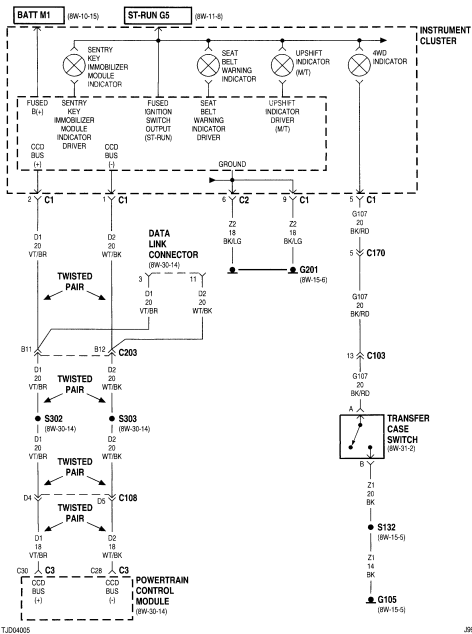 BATT M1 (8W-10-15) ST-RUN G5 (8W-11-8)
INSTRUMENT
CLUSTER
SENTRY
KEY
IMMOBILIZER
MODULE
INDICATOR
SEAT
BELT
WARNING
INDICATOR
UPSHIFT
INDICATOR
(M/T)
4WD
INDICATOR
FUSED
B(+)
SENTRY
KEY
IMMOBILIZER
MODULE
INDICATOR
DRIVER
FUSED
IGNITION
SWITCH
OUTPUT
(ST-RUN)
SEAT
BELT
WARNING
INDICATOR
DRIVER
UPSHIFT
INDICATOR
DRIVER
(M/T)
CCD
BUS
(+)
CCD
BUS
(-)
GROUND
2 C1 1 C1 6 C2 9 C1 5 C1
D1
20
VT/BR
D2
20
WT/BK
Z2
18
BK/LG
Z2
18
BK/LG
G107
20
BK/RD
DATA
LINK
CONNECTOR
(8W-30-14)
5 C170
G201
(8W-15-6)
TWISTED
PAIR
3 11
D1
20
VT/BR
D2
20
WT/BK
G107
20
BK/RD
B11 B12 C203
13 C103
D1
20
VT/BR
TWISTED
PAIR
D2
20
WT/BK
G107
20
BK/RD
S302
(8W-30-14)
S303
(8W-30-14)
A
TRANSFER
CASE
SWITCH
(8W-31-2)
B
D1
20
VT/BR
TWISTED
PAIR
D2
20
WT/BK
Z1
20
BK
D4 D5 C108
TWISTED
PAIR
S132
(8W-15-5)
D1
18
VT/BR
D2
18
WT/BK
Z1
14
BK
C30 C3 C28 C3
CCD
BUS
(+)
CCD
BUS
(-)
POWERTRAIN
CONTROL
MODULE
(8W-30-14)
G105
(8W-15-5)
TJD04005 J9